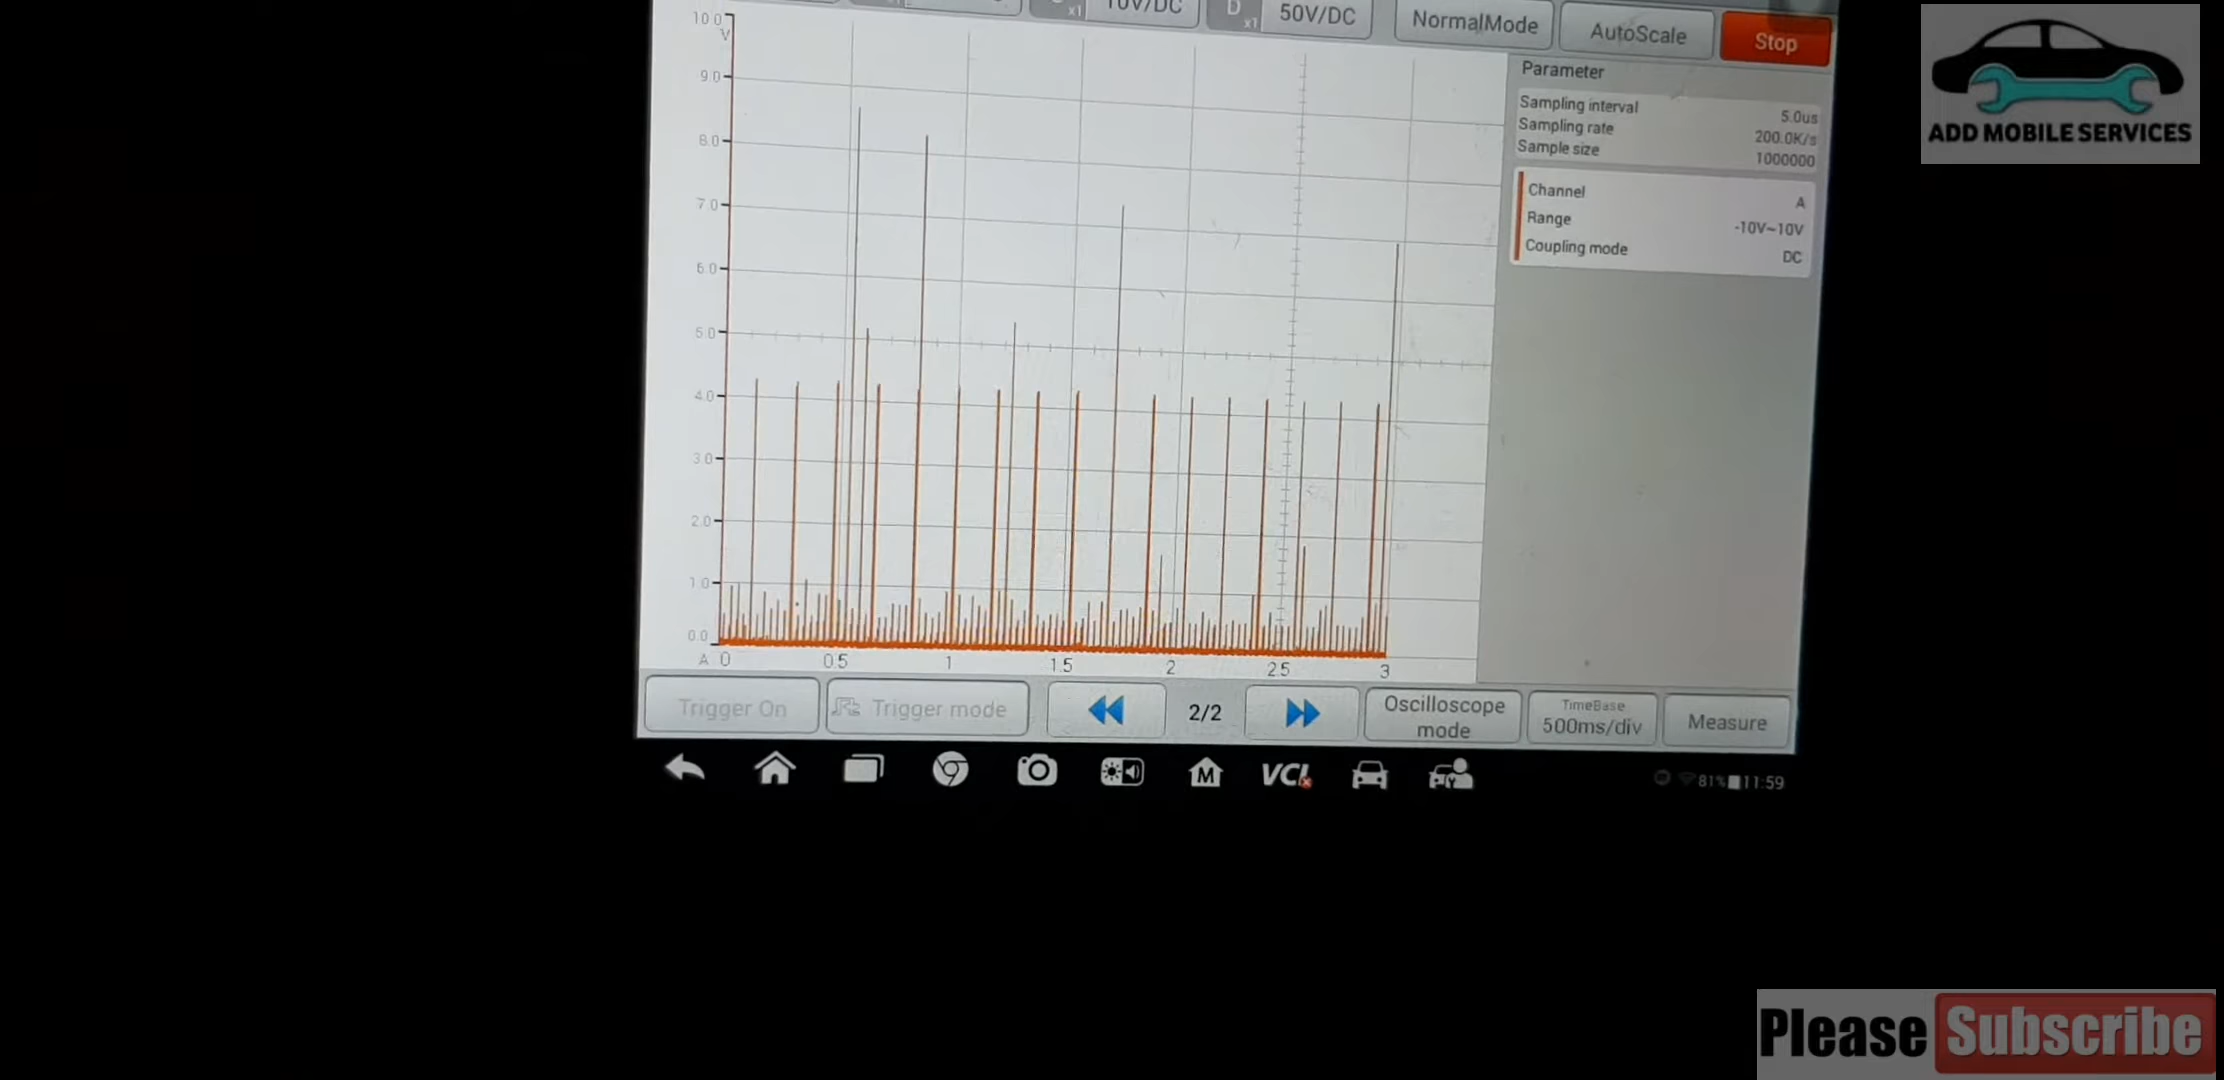 10V/DC
D
x1
50V/DC
NormalMode
AutoScale
Stop
x1
ADD MOBILE SERVICES
10.0
V
9.0
8.0
7.0
6.0
5.0
4.0
3.0
2.0
1.0
0.0
A 0 0.5 1 1.5 2 2.5 3
Parameter
Sampling interval 5.0us
Sampling rate 200.0K/s
Sample size 1000000
Channel A
Range -10V~10V
Coupling mode DC
Trigger On
Trigger mode
2/2
Oscilloscope
mode
TimeBase
500ms/div
Measure
M
VCI
81% 11:59
Please Subscribe